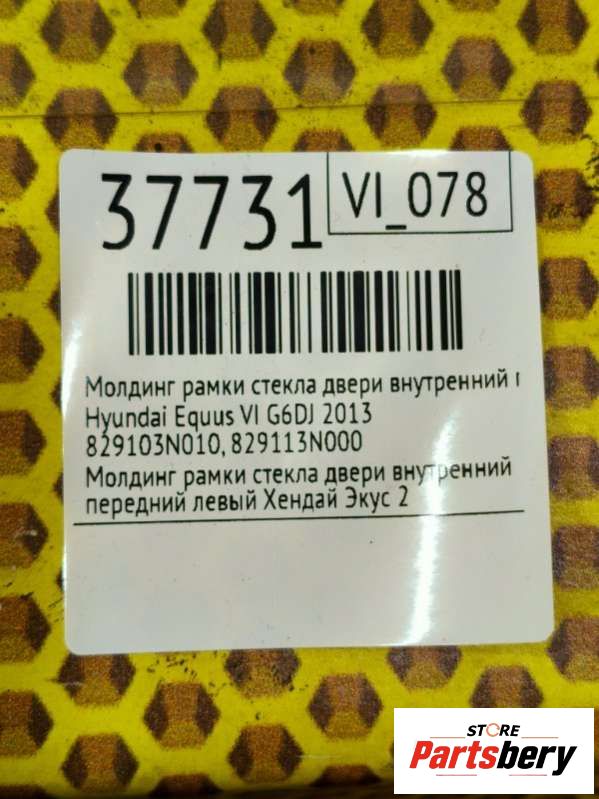 37731
VI_078
Молдинг рамки стекла двери внутренний
Hyundai Equus VI G6DJ 2013
829103N010, 829113N000
Молдинг рамки стекла двери внутренний
передний левый Хендай Экус 2
STORE
Partsbery